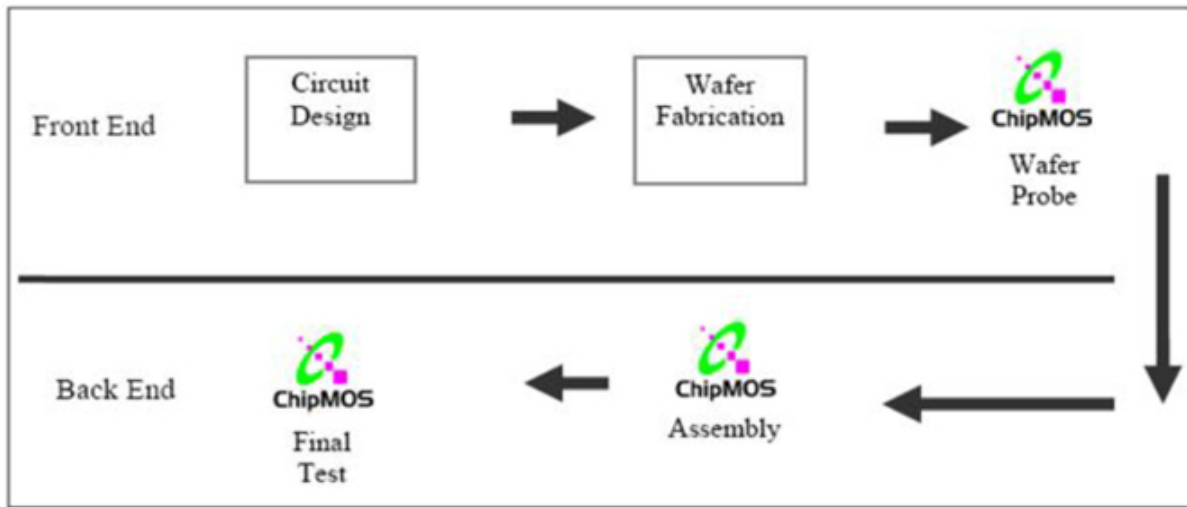 Front End
Circuit
Design
Wafer
Fabrication
ChipMOS
Wafer
Probe
Back End
ChipMOS
Final
Test
ChipMOS
Assembly